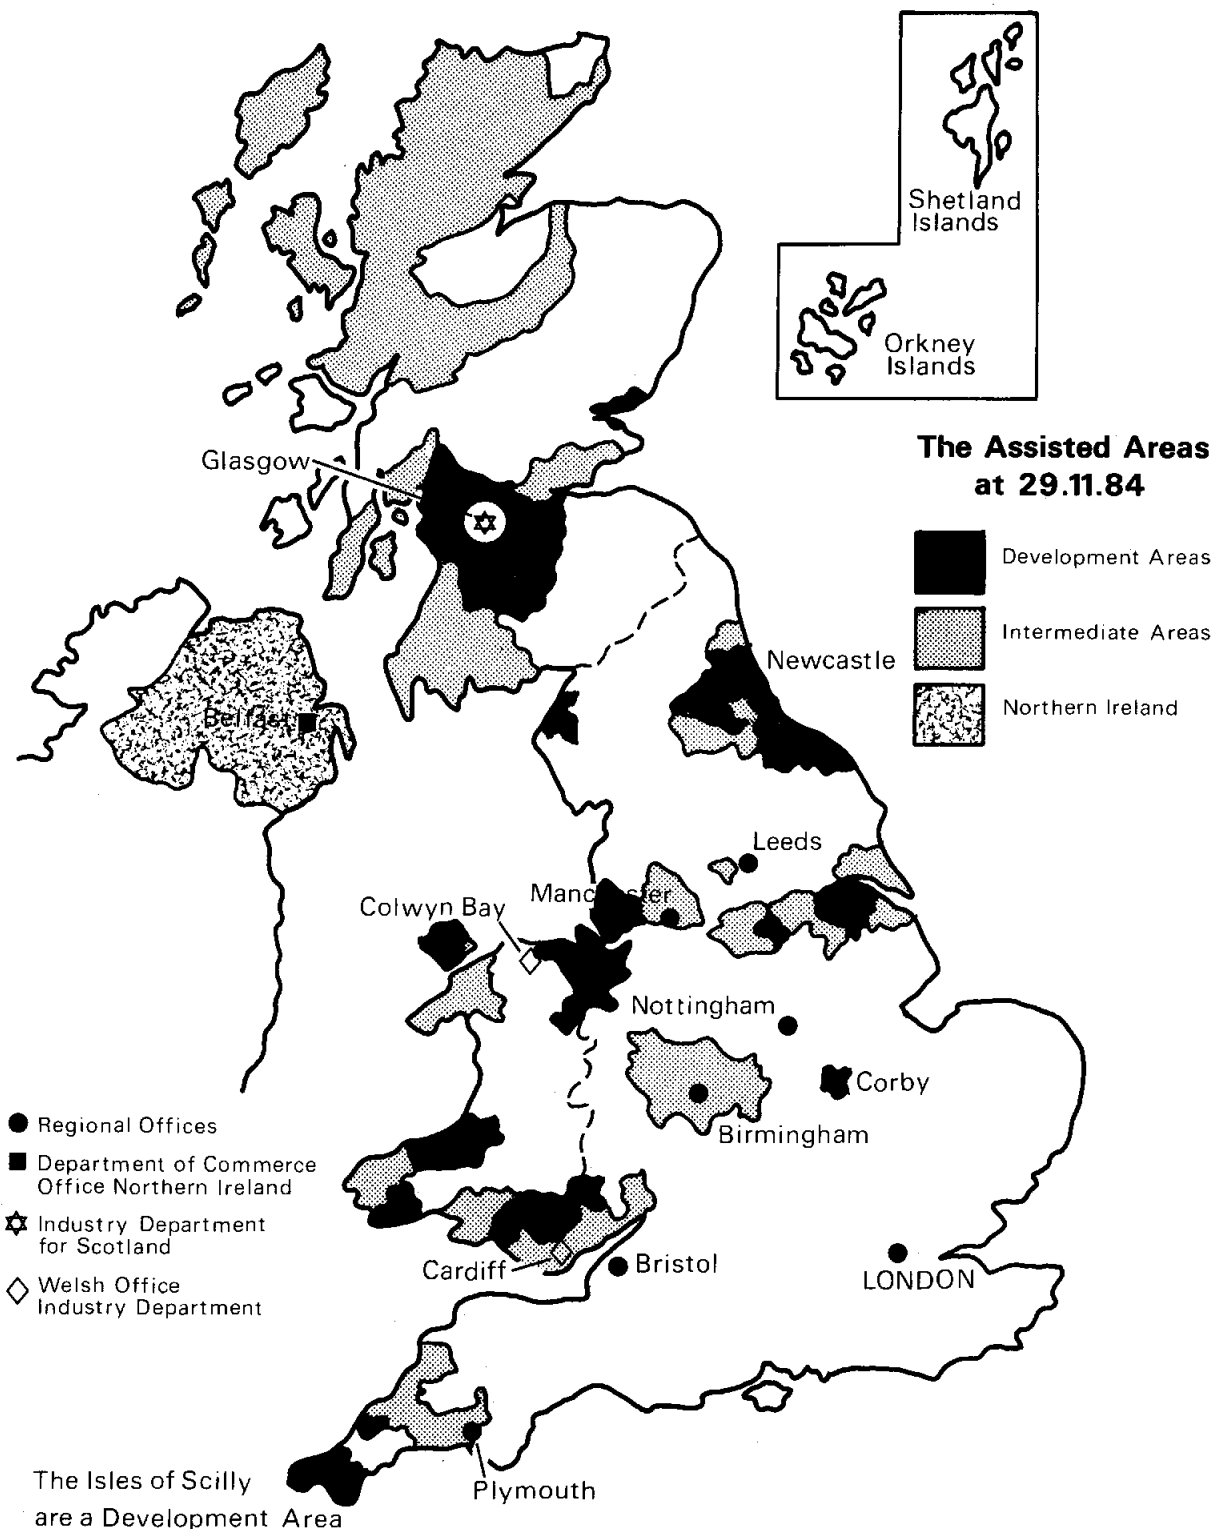 Shetland
Islands
Orkney
Islands
Glasgow
The Assisted Areas
at 29.11.84
Development Areas
Intermediate Areas
Northern Ireland
Newcastle
Belfast
Leeds
Manchester
Colwyn Bay
Nottingham
Corby
Birmingham
Regional Offices
Department of Commerce
Office Northern Ireland
Industry Department
for Scotland
Welsh Office
Industry Department
Cardiff
Bristol
LONDON
Plymouth
The Isles of Scilly
are a Development Area